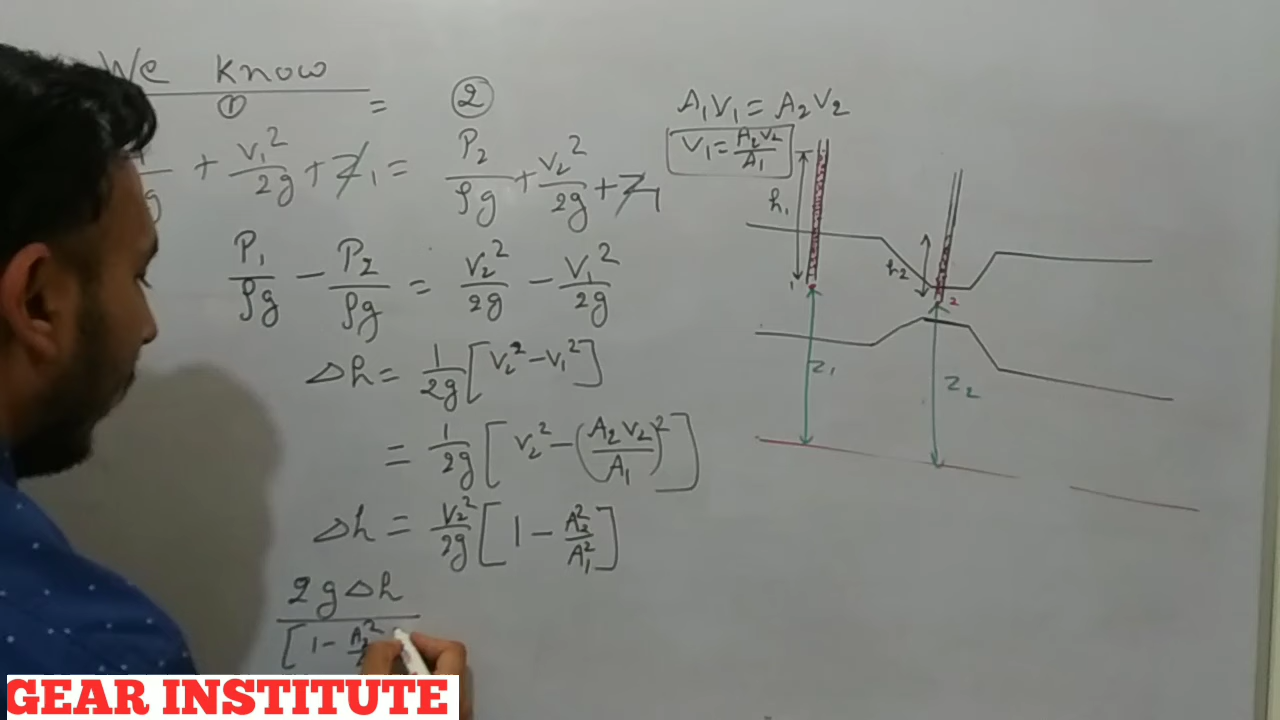 We know
① = ②
+ V₁²/2g + Z₁ = P₂/ρg + V₂²/2g + Z₁
P₁/ρg − P₂/ρg = V₂²/2g − V₁²/2g
Δh = 1/2g [V₂² − V₁²]
= 1/2g [V₂² − (A₂V₂/A₁)²]
Δh = V₂²/2g [1 − A₂²/A₁²]
2gΔh
[1 − A₂²
A₁V₁ = A₂V₂
V₁ = A₂V₂/A₁
h₁
h₂
1
2
Z₁
Z₂
GEAR INSTITUTE